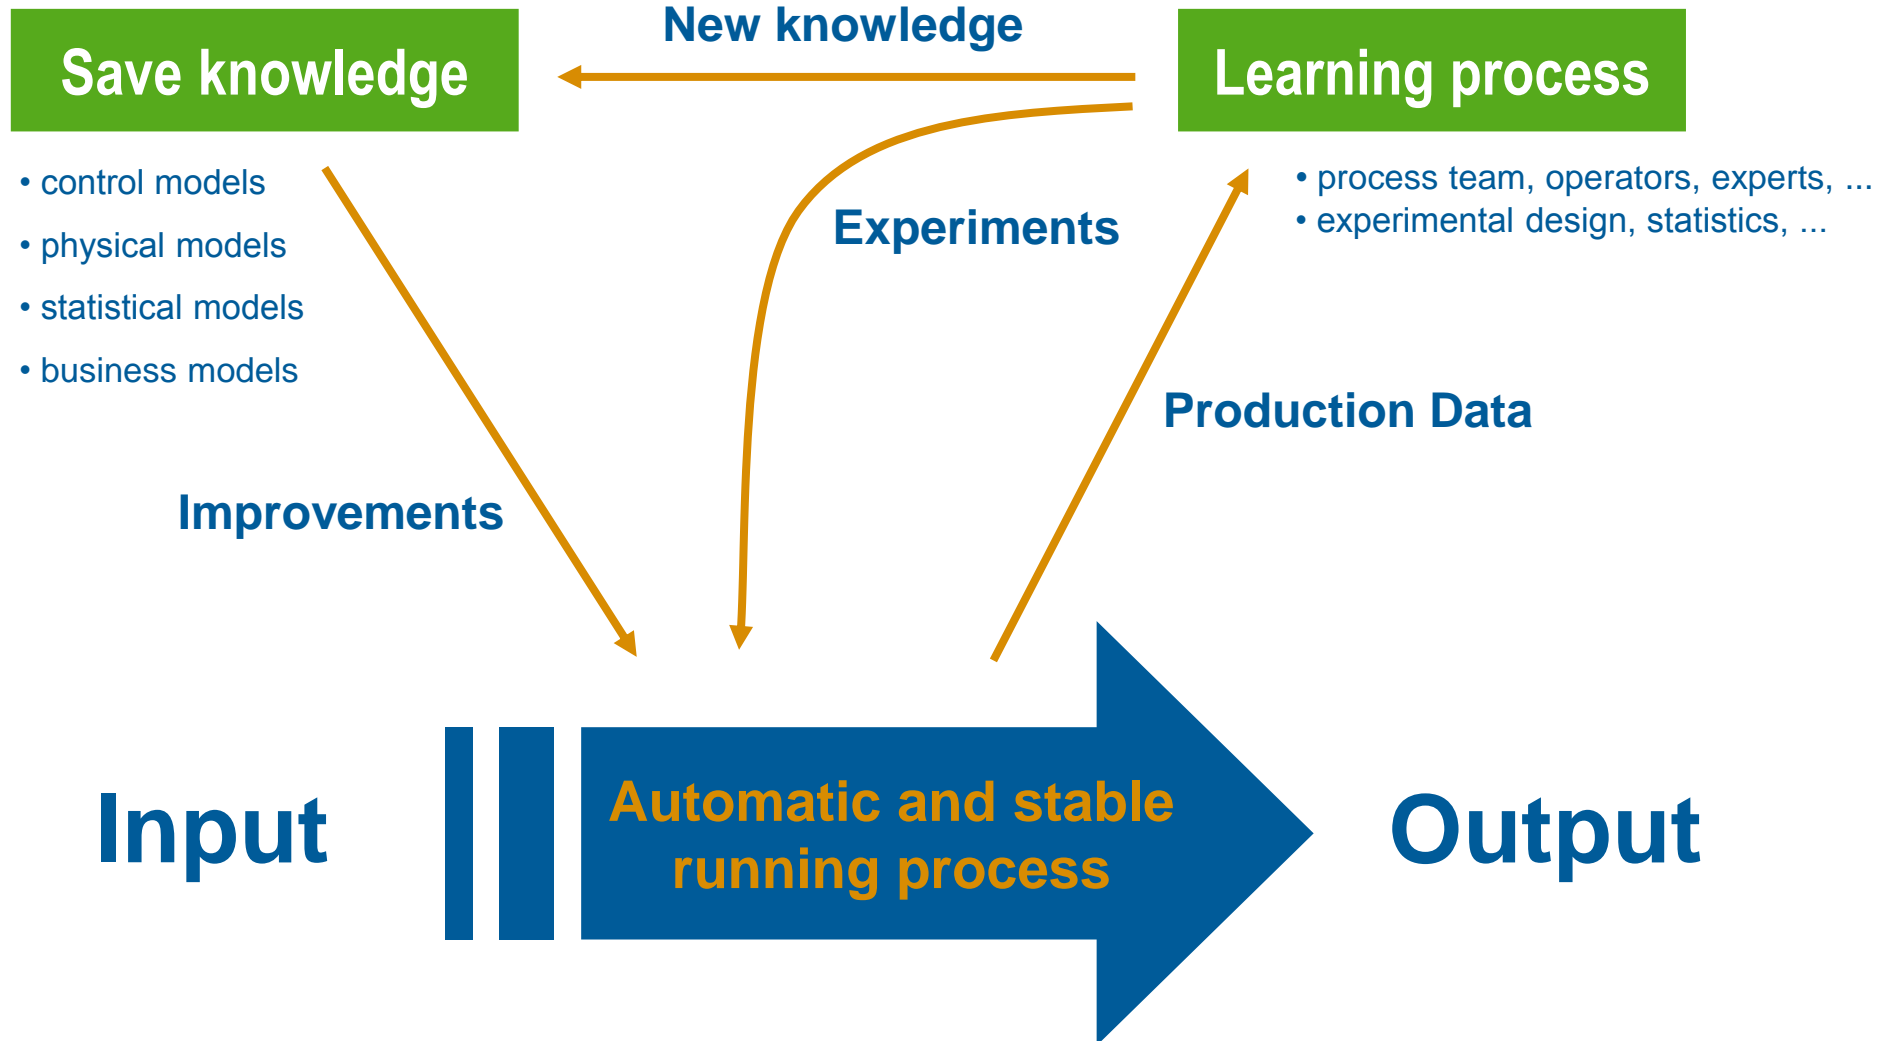 New knowledge
Save knowledge
Learning process
• control models
• physical models
• statistical models
• business models
• process team, operators, experts, ...
• experimental design, statistics, ...
Experiments
Production Data
Improvements
Input
Automatic and stable
running process
Output